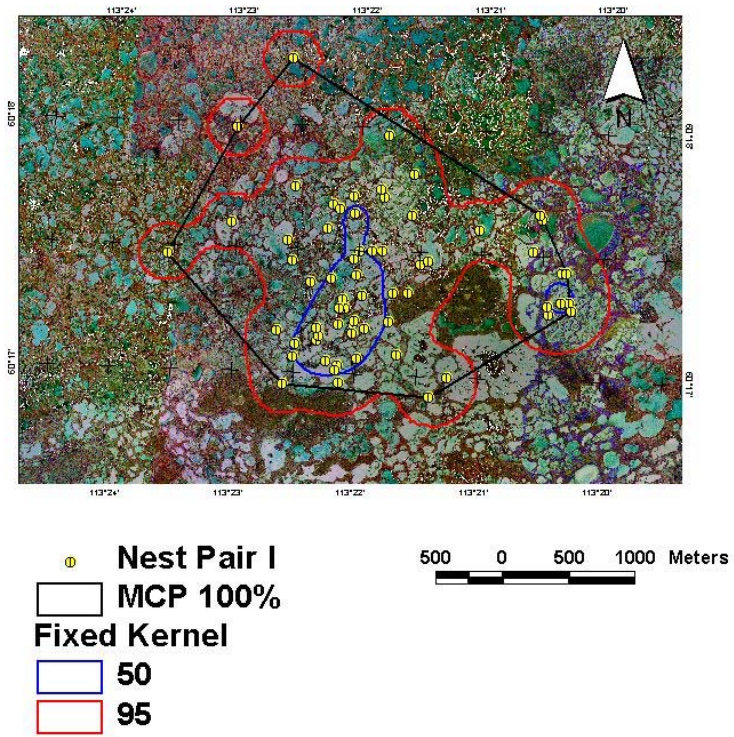 113°23' 113°22' 113°21' 113°20'
60°18' 60°18'
N
60°17' 60°17'
113°24' 113°23' 113°22' 113°21' 113°20'
Nest Pair I
MCP 100%
Fixed Kernel
50
95
500 0 500 1000 Meters